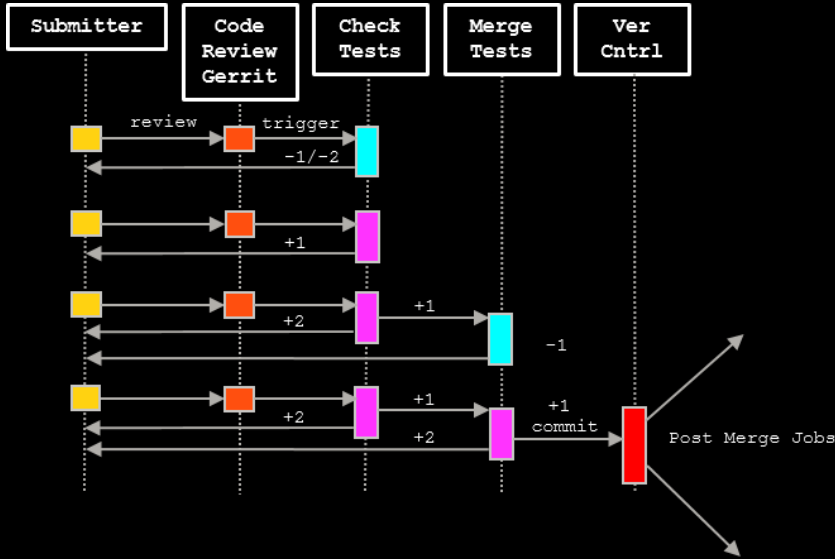 Submitter
Code
Review
Gerrit
Check
Tests
Merge
Tests
Ver
Cntrl
review
trigger
-1/-2
+1
+2
+1
-1
+1
+2
+2
+1
commit
Post Merge Jobs